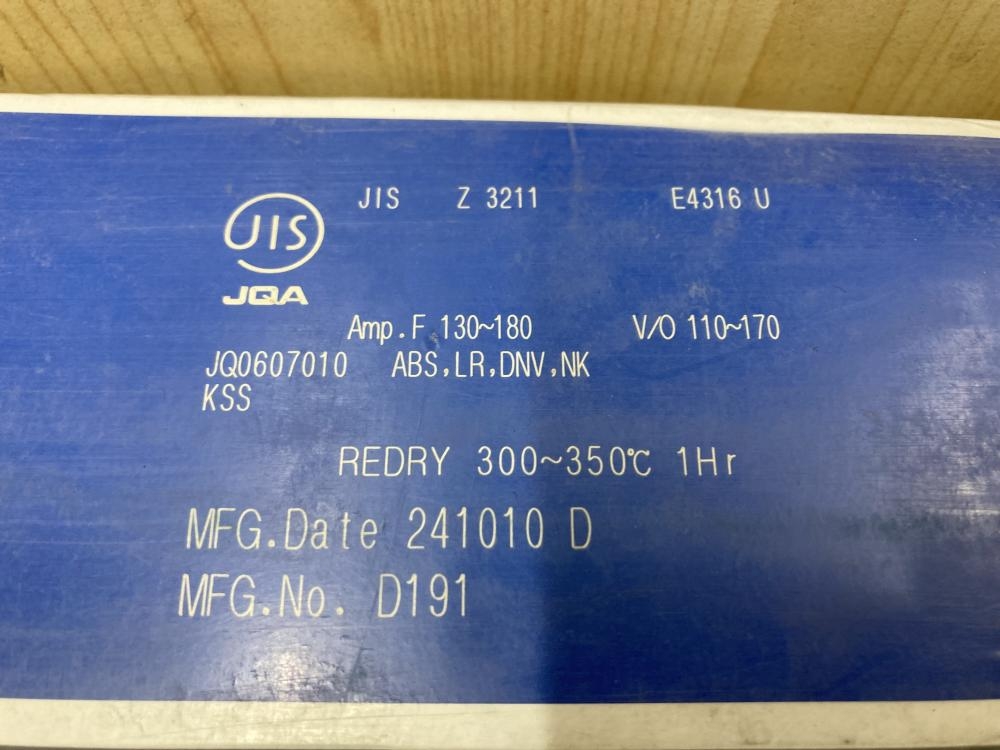 JIS
JQA
JIS Z 3211 E4316 U
Amp.F 130~180 V/O 110~170
JQ0607010 ABS,LR,DNV,NK
KSS
REDRY 300~350℃ 1Hr
MFG.Date 241010 D
MFG.No. D191